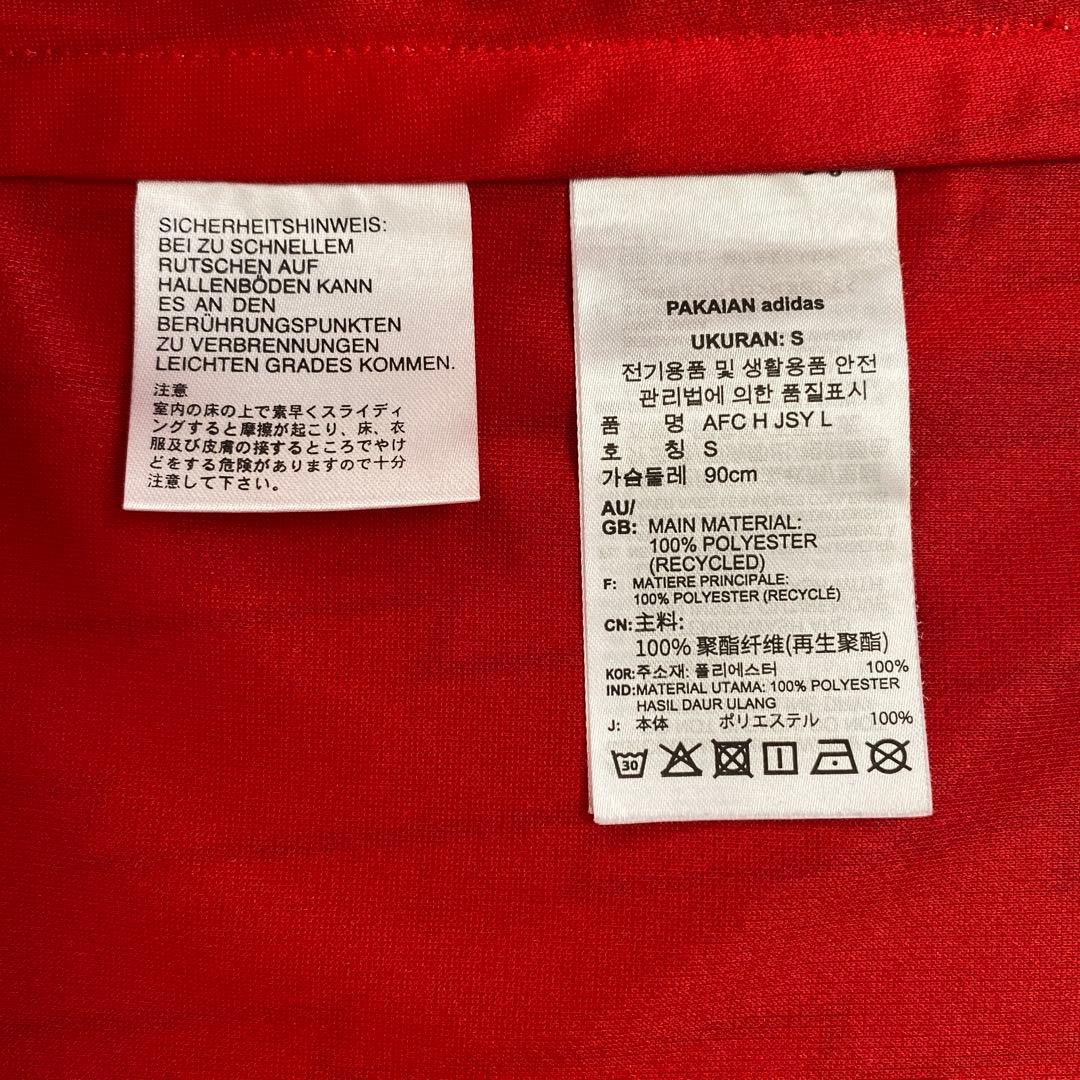 SICHERHEITSHINWEIS:
BEI ZU SCHNELLEM
RUTSCHEN AUF
HALLENBÖDEN KANN
ES AN DEN
BERÜHRUNGSPUNKTEN
ZU VERBRENNUNGEN
LEICHTEN GRADES KOMMEN.
注意
室内の床の上で素早くスライディ
ングすると摩擦が起こり、床、衣
服及び皮膚の接するところでやけ
どをする危険がありますので十分
注意して下さい。
PAKAIAN adidas
UKURAN: S
전기용품 및 생활용품 안전
관리법에 의한 품질표시
품 명 AFC H JSY L
호 칭 S
가슴둘레 90cm
AU/
GB: MAIN MATERIAL:
100% POLYESTER
(RECYCLED)
F: MATIERE PRINCIPALE:
100% POLYESTER (RECYCLÉ)
CN: 主料:
100% 聚酯纤维(再生聚酯)
KOR: 주소재: 폴리에스터 100%
IND: MATERIAL UTAMA: 100% POLYESTER
HASIL DAUR ULANG
J: 本体 ポリエステル 100%
30